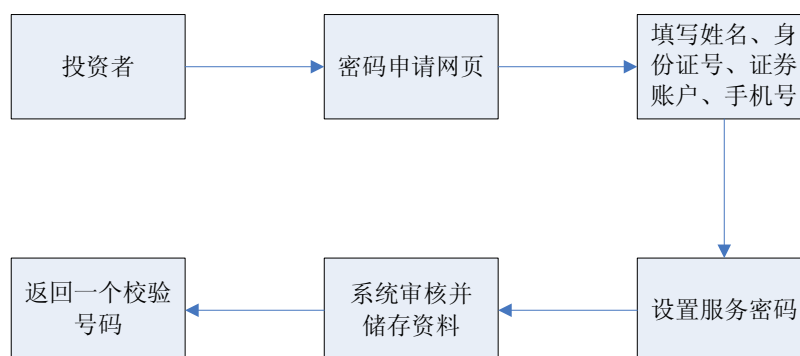 投资者
密码申请网页
填写姓名、身
份证号、证券
账户、手机号
设置服务密码
系统审核并
储存资料
返回一个校验
号码